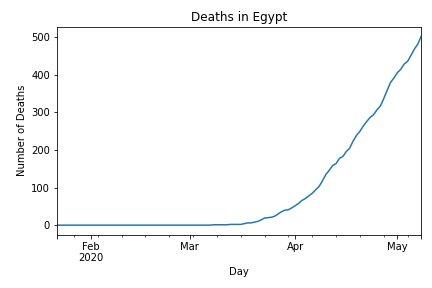 Deaths in Egypt
Number of Deaths
500
400
300
200
100
0
Feb
2020
Mar
Apr
May
Day